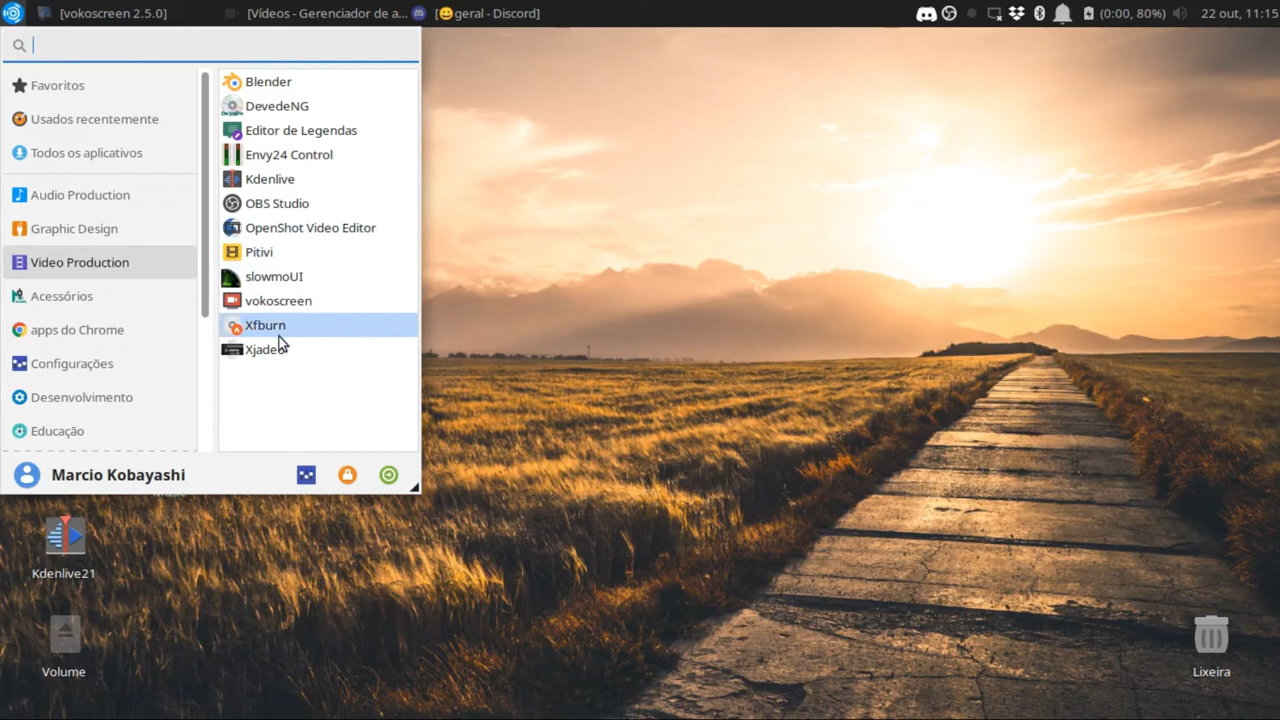 [vokoscreen 2.5.0]
[Vídeos - Gerenciador de a...
[😀geral - Discord]
(0:00, 80%)
22 out, 11:15
Favoritos
Usados recentemente
Todos os aplicativos
Audio Production
Graphic Design
Video Production
Acessórios
apps do Chrome
Configurações
Desenvolvimento
Educação
Blender
DevedeNG
Editor de Legendas
Envy24 Control
Kdenlive
OBS Studio
OpenShot Video Editor
Pitivi
slowmoUI
vokoscreen
Xfburn
Xjadeo
Marcio Kobayashi
Kdenlive21
Volume
Lixeira